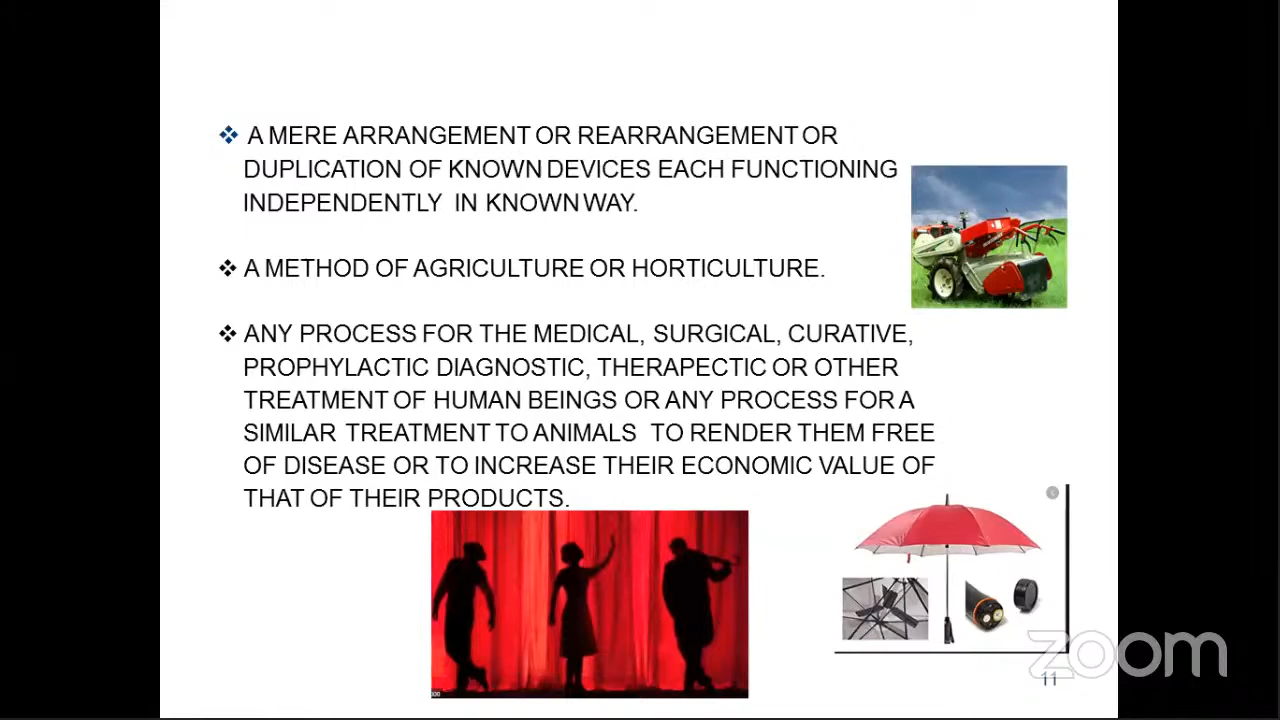 ❖ A MERE ARRANGEMENT OR REARRANGEMENT OR
DUPLICATION OF KNOWN DEVICES EACH FUNCTIONING
INDEPENDENTLY IN KNOWN WAY.
❖ A METHOD OF AGRICULTURE OR HORTICULTURE.
❖ ANY PROCESS FOR THE MEDICAL, SURGICAL, CURATIVE,
PROPHYLACTIC DIAGNOSTIC, THERAPECTIC OR OTHER
TREATMENT OF HUMAN BEINGS OR ANY PROCESS FOR A
SIMILAR TREATMENT TO ANIMALS TO RENDER THEM FREE
OF DISEASE OR TO INCREASE THEIR ECONOMIC VALUE OF
THAT OF THEIR PRODUCTS.
zoom
11